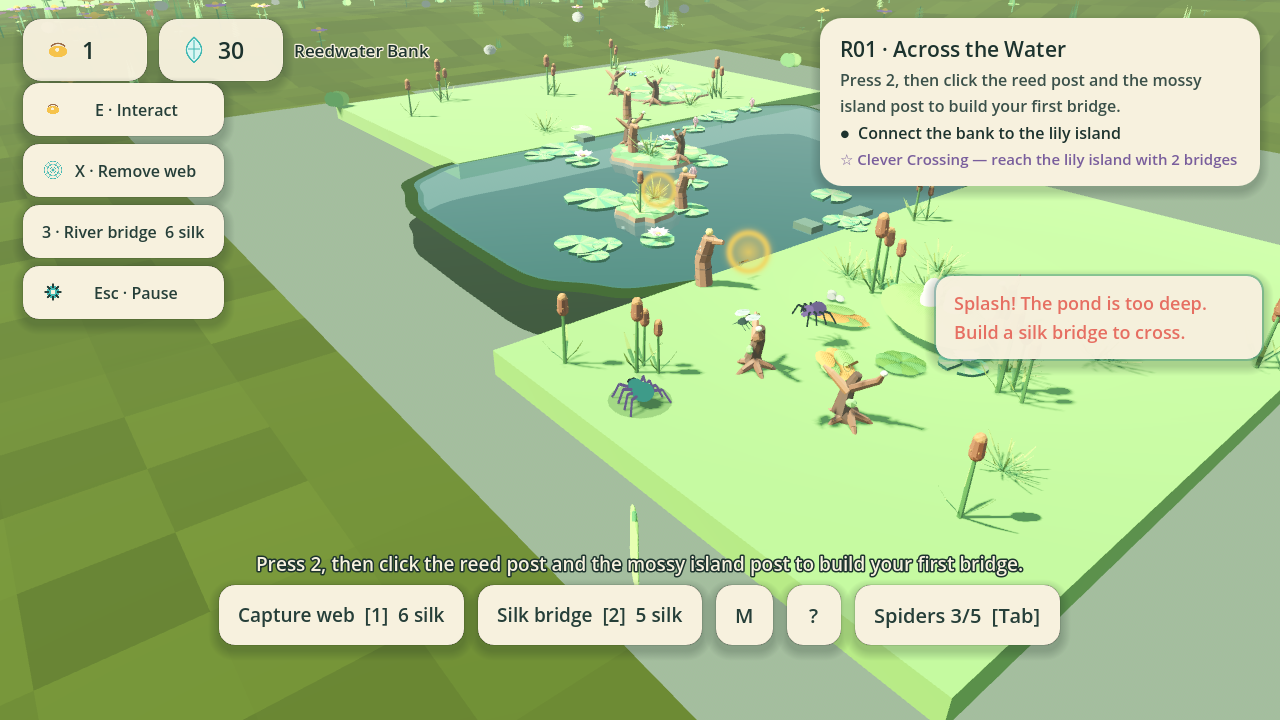 1
30
Reedwater Bank
E · Interact
X · Remove web
3 · River bridge 6 silk
Esc · Pause
R01 · Across the Water
Press 2, then click the reed post and the mossy
island post to build your first bridge.
● Connect the bank to the lily island
☆ Clever Crossing — reach the lily island with 2 bridges
Splash! The pond is too deep.
Build a silk bridge to cross.
Press 2, then click the reed post and the mossy island post to build your first bridge.
Capture web [1] 6 silk
Silk bridge [2] 5 silk
M
?
Spiders 3/5 [Tab]